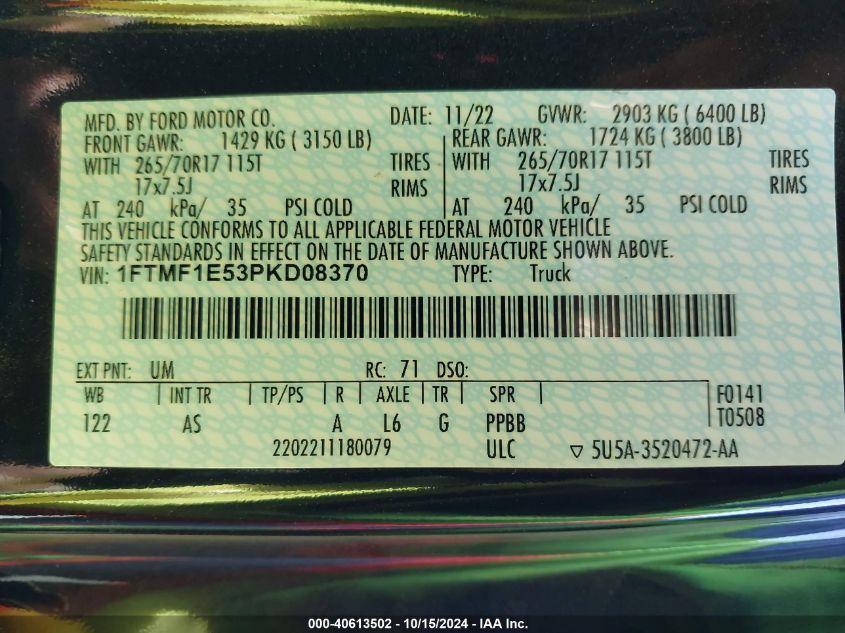 MFD. BY FORD MOTOR CO. DATE: 11/22 GVWR: 2903 KG ( 6400 LB)
FRONT GAWR: 1429 KG ( 3150 LB) REAR GAWR: 1724 KG ( 3800 LB)
WITH 265/70R17 115T TIRES WITH 265/70R17 115T TIRES
17x7.5J RIMS 17x7.5J RIMS
AT 240 kPa/ 35 PSI COLD AT 240 kPa/ 35 PSI COLD
THIS VEHICLE CONFORMS TO ALL APPLICABLE FEDERAL MOTOR VEHICLE
SAFETY STANDARDS IN EFFECT ON THE DATE OF MANUFACTURE SHOWN ABOVE.
VIN: 1FTMF1E53PKD08370 TYPE: Truck
EXT PNT: UM RC: 71 DSO:
WB | INT TR | TP/PS | R | AXLE | TR | SPR | F0141
122 AS A L6 G PPBB T0508
2202211180079 ULC ▽ 5U5A-3520472-AA
000-40613502 - 10/15/2024 - IAA Inc.